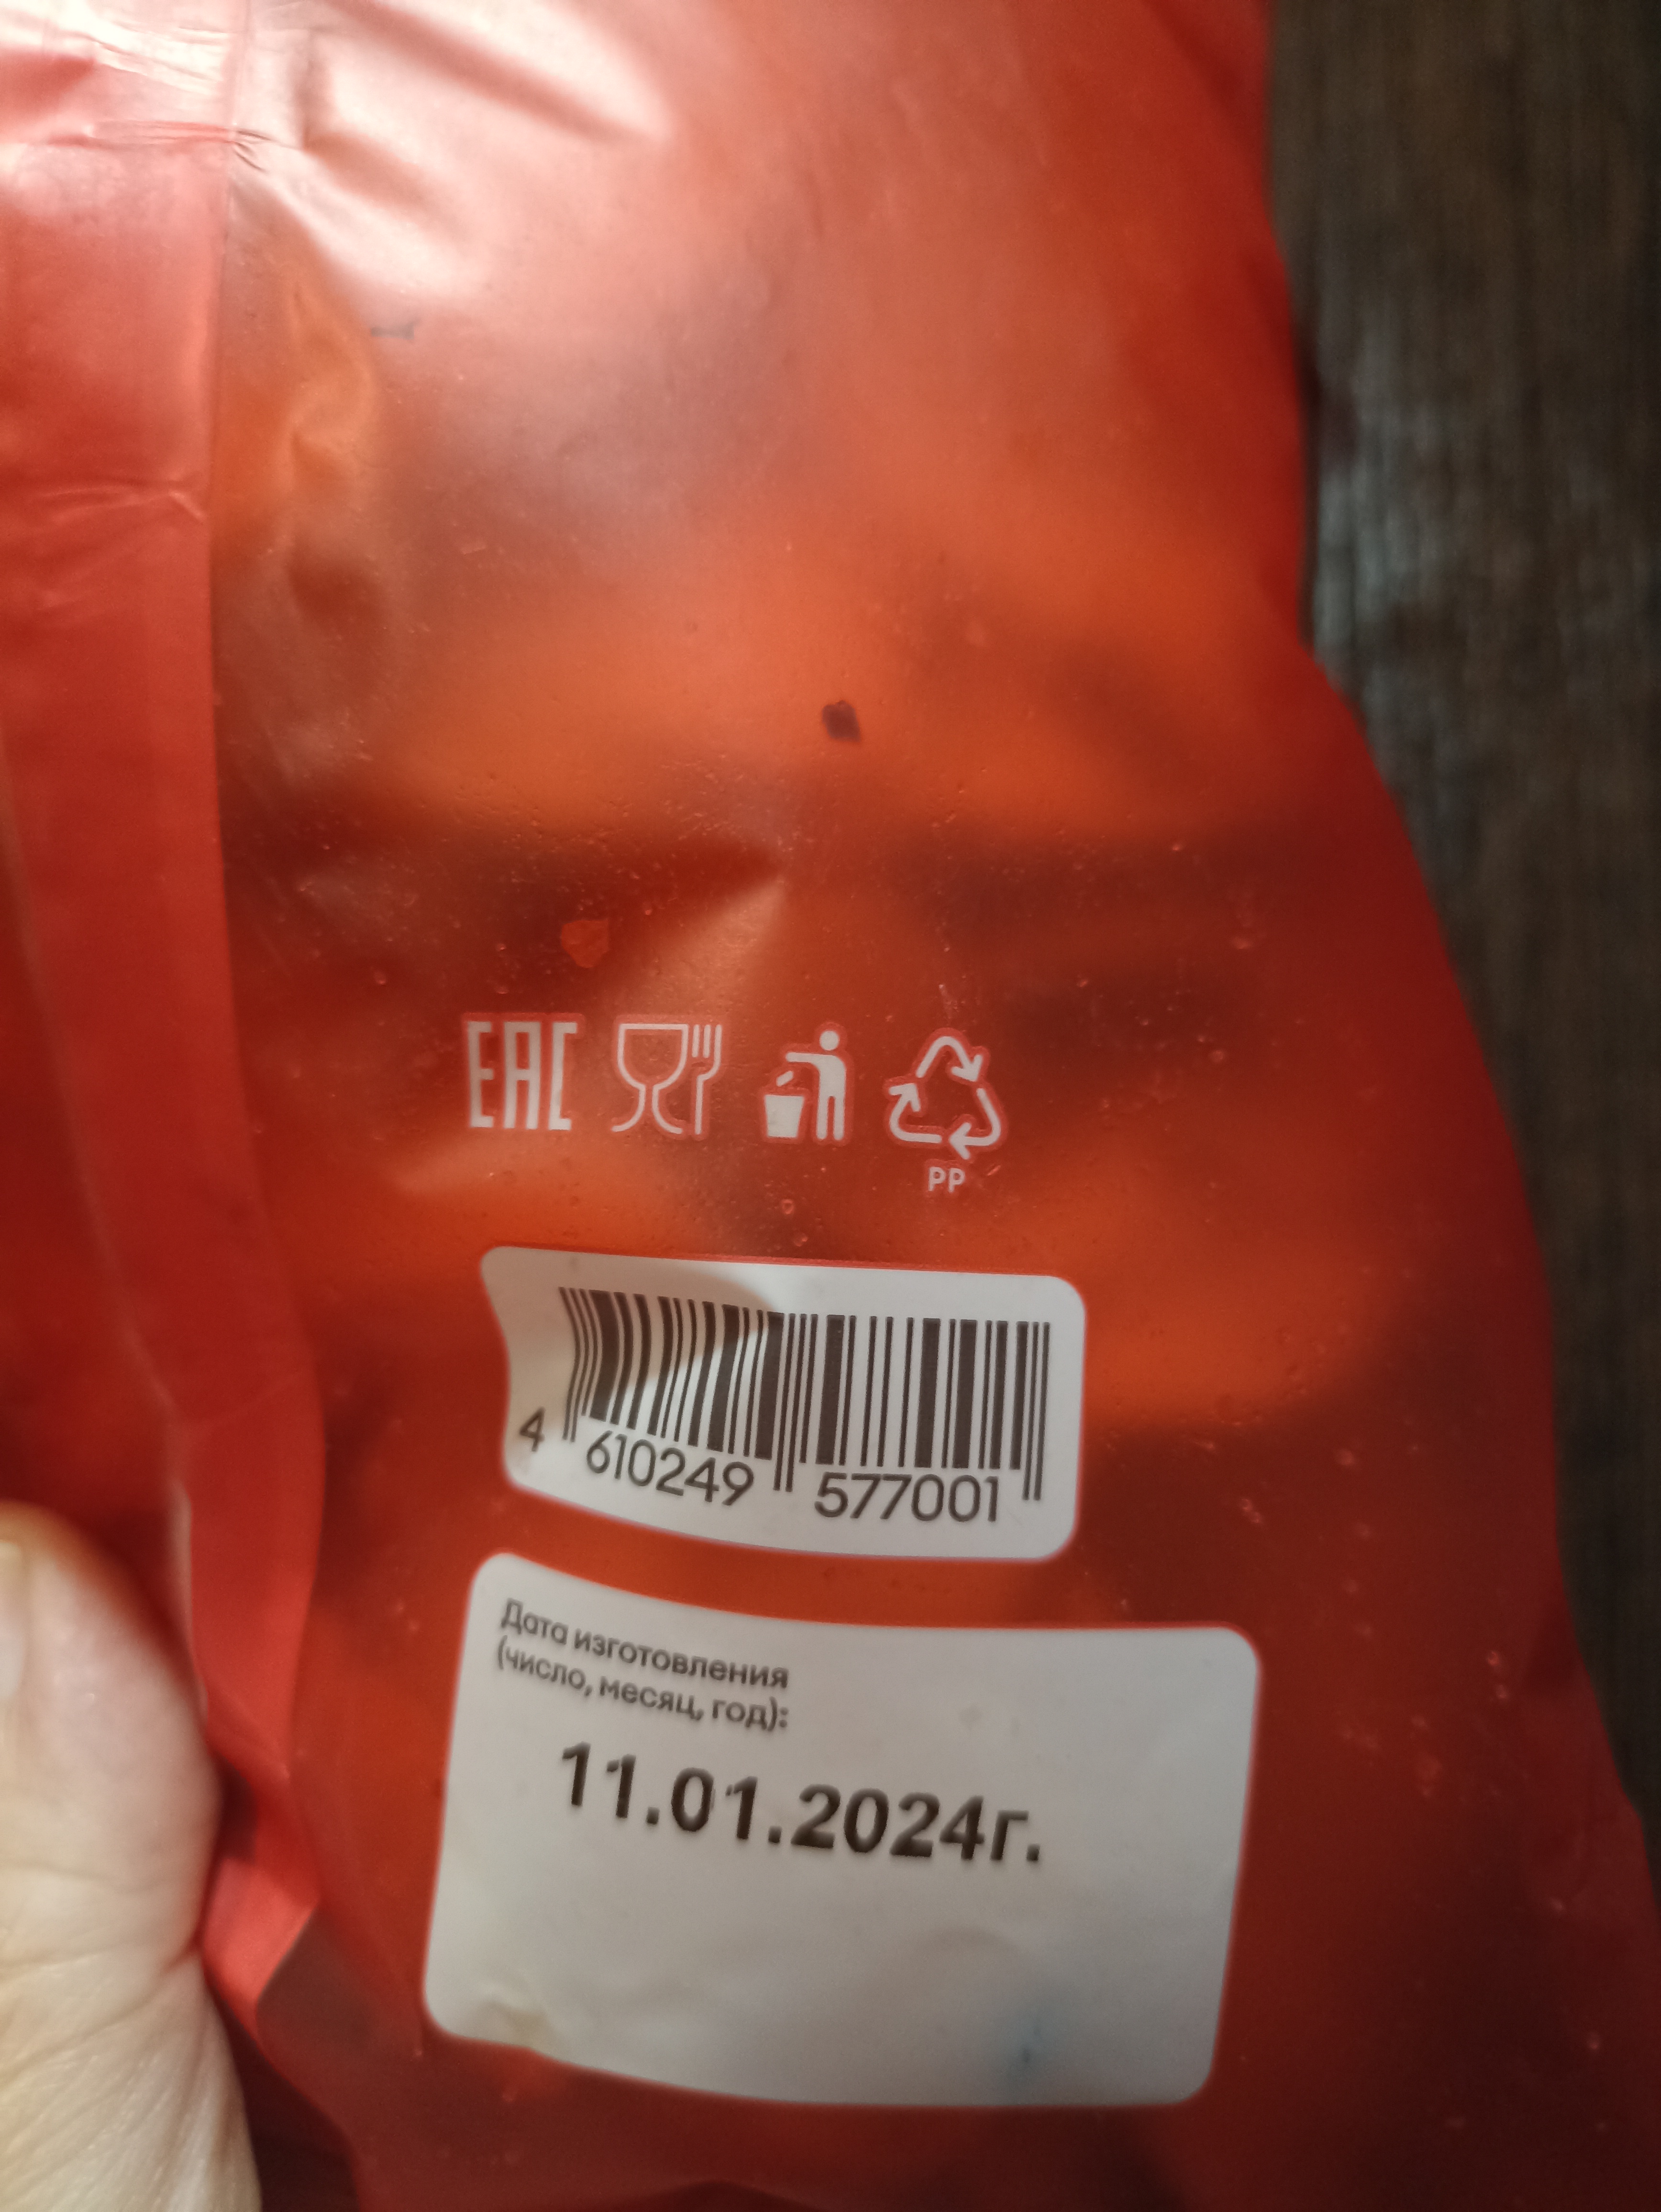 EAC
PP
4 610249 577001
Дата изготовления
(число, месяц, год):
11.01.2024г.